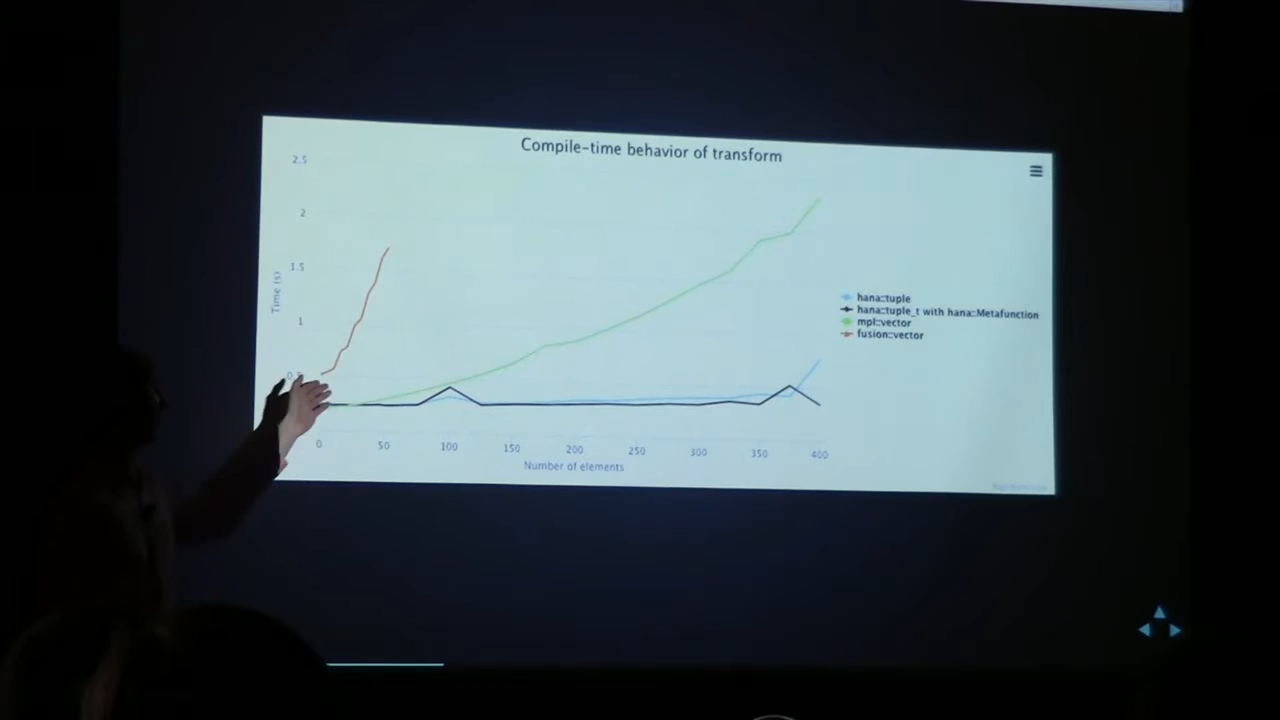 Compile-time behavior of transform
2.5
2
1.5
1
Time (s)
0 50 100 150 200 250 300 350 400
Number of elements
hana::tuple
hana::tuple_t with hana::Metafunction
mpl::vector
fusion::vector